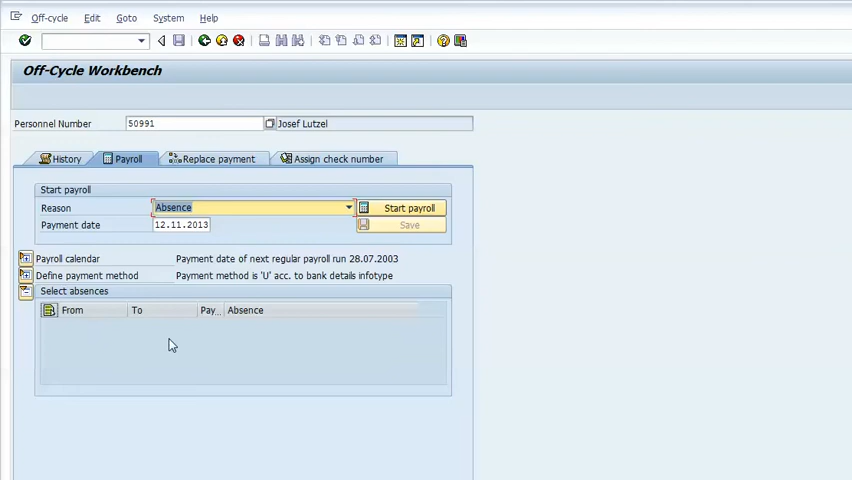 Off-cycle Edit Goto System Help
Off-Cycle Workbench
Personnel Number 50991 Josef Lutzel
History Payroll Replace payment Assign check number
Start payroll
Reason Absence Start payroll
Payment date 12.11.2013 Save
Payroll calendar Payment date of next regular payroll run 28.07.2003
Define payment method Payment method is 'U' acc. to bank details infotype
Select absences
From To Pay... Absence